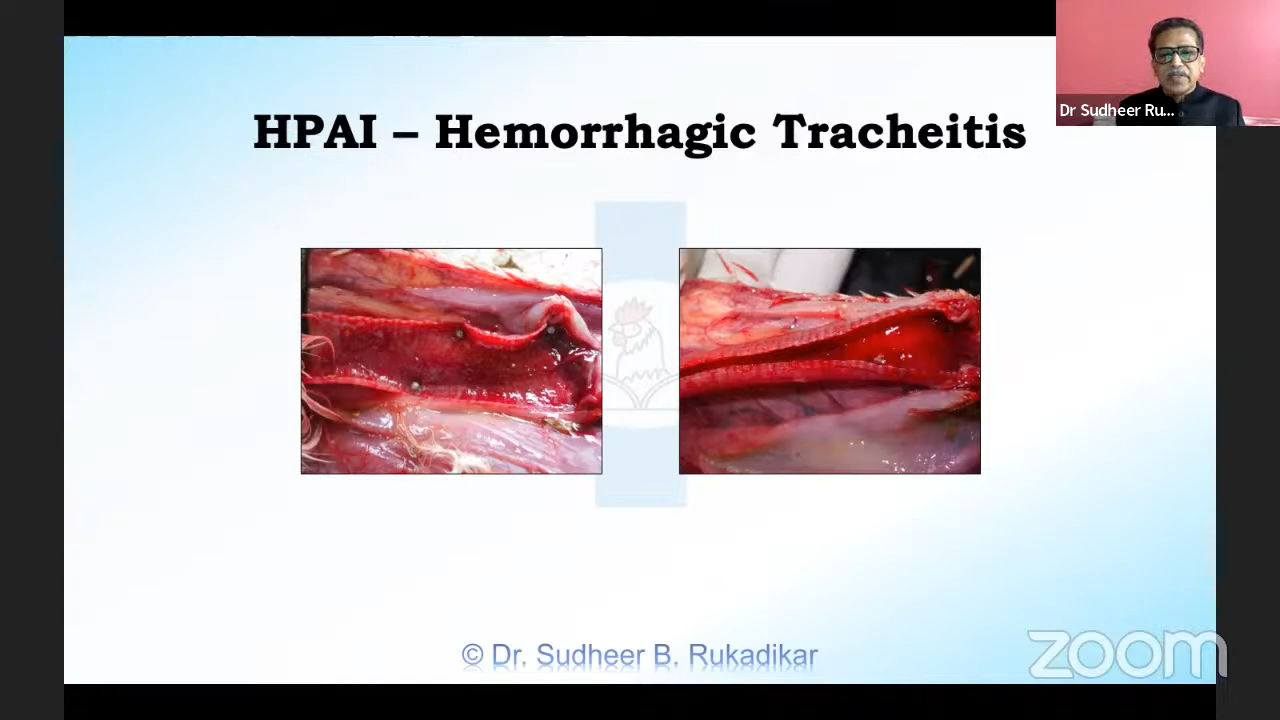 Dr Sudheer Ru...
HPAI – Hemorrhagic Tracheitis
© Dr. Sudheer B. Rukadikar
zoom